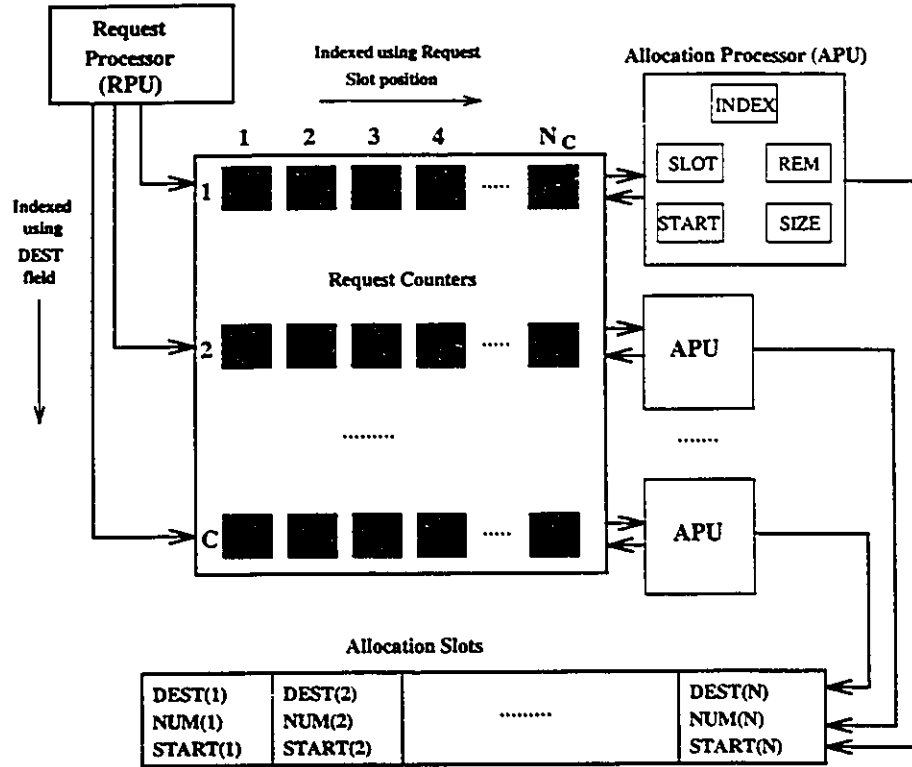 Request
Processor
(RPU)
Indexed using Request
Slot position
Allocation Processor (APU)
INDEX
SLOT
REM
START
SIZE
1 2 3 4 N C
1
Indexed
using
DEST
field
.....
Request Counters
2
.....
APU
.........
.......
C
.....
APU
Allocation Slots
DEST(1)
NUM(1)
START(1)
DEST(2)
NUM(2)
START(2)
.........
DEST(N)
NUM(N)
START(N)